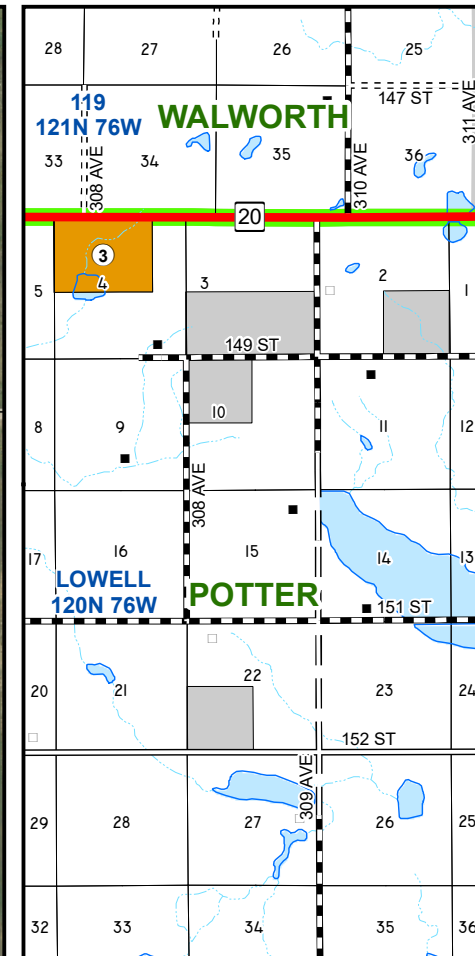 28
27
26
25
147 ST
311 AVE
119
121N 76W
WALWORTH
33
308 AVE
34
35
310 AVE
36
20
3
4
5
3
2
1
149 ST
8
9
10
11
12
308 AVE
17
16
15
14
13
LOWELL
120N 76W
POTTER
151 ST
20
21
22
23
24
152 ST
309 AVE
29
28
27
26
25
32
33
34
35
36